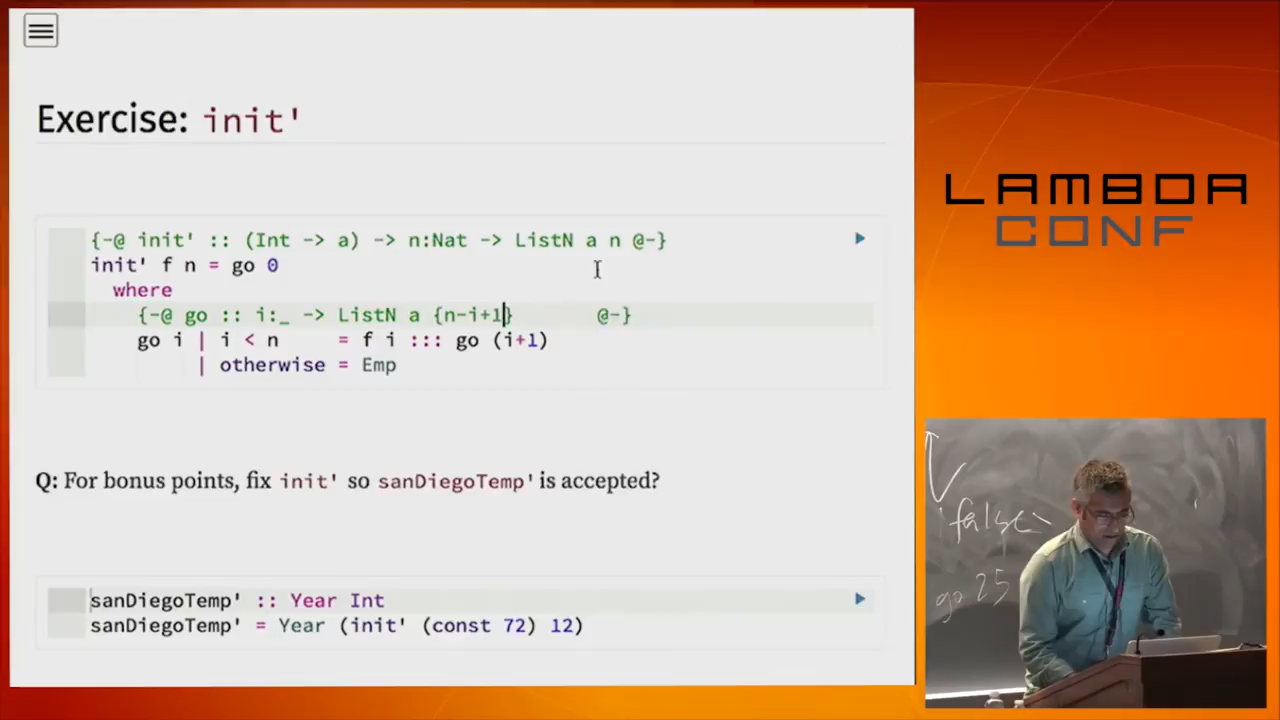 Exercise: init'
{-@ init' :: (Int -> a) -> n:Nat -> ListN a n @-}
init' f n = go 0
where
{-@ go :: i:_ -> ListN a {n-i+1} @-}
go i | i < n = f i ::: go (i+1)
| otherwise = Emp
Q: For bonus points, fix init' so sanDiegoTemp' is accepted?
sanDiegoTemp' :: Year Int
sanDiegoTemp' = Year (init' (const 72) 12)
LAMBDA
CONF
false
go 25